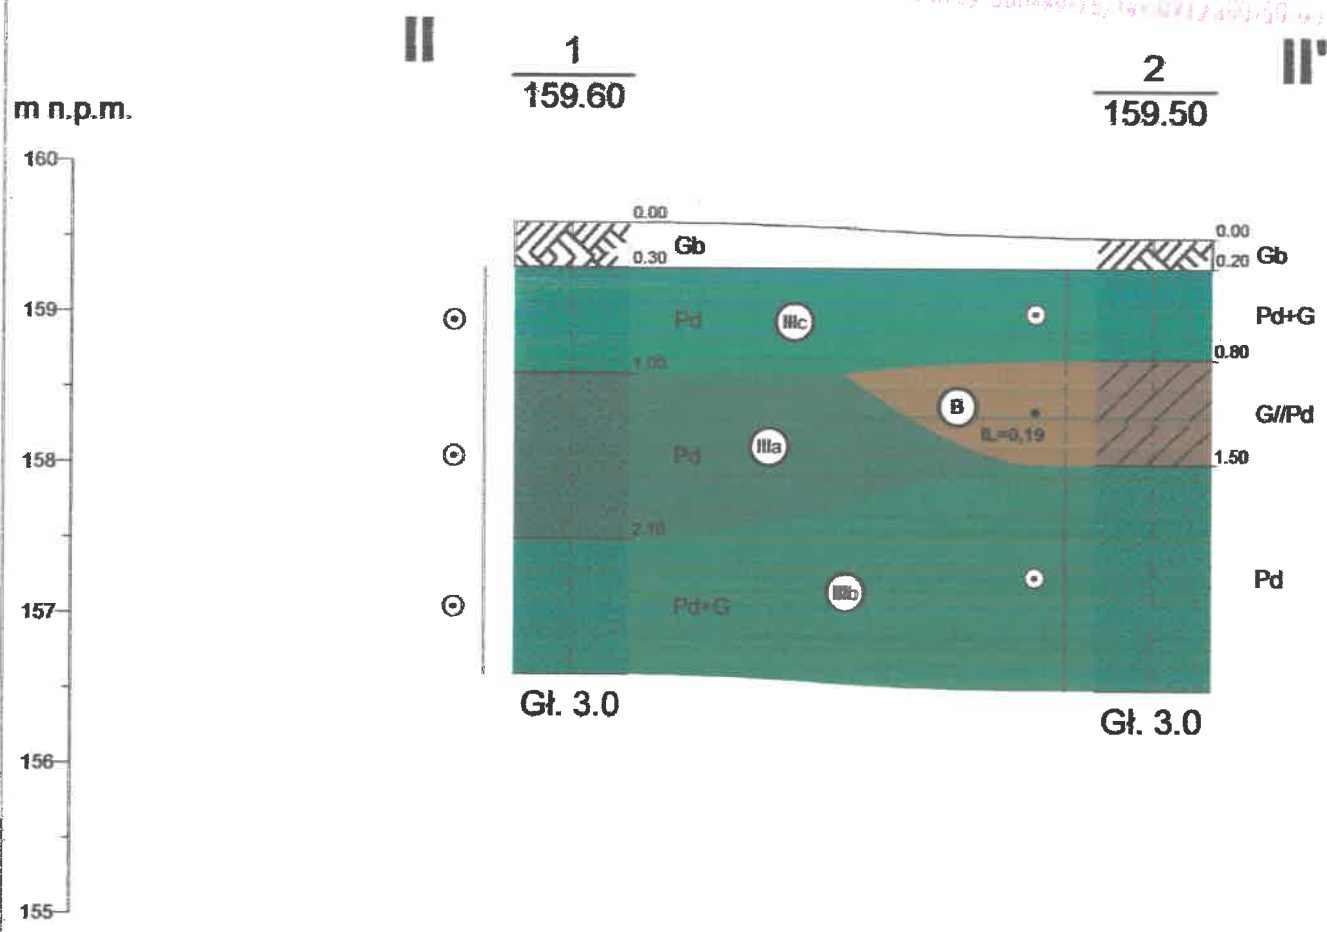 II
1
159.60
2
159.50
II'
m n.p.m.
160
159
158
157
156
155
0.00
Gb
0.30
0.00
0.20 Gb
Pd
IIIc
Pd+G
0.80
1.00
B
IL=0,19
G//Pd
Pd
IIIa
1.50
2.10
Pd+G
IIIb
Pd
Gł. 3.0
Gł. 3.0